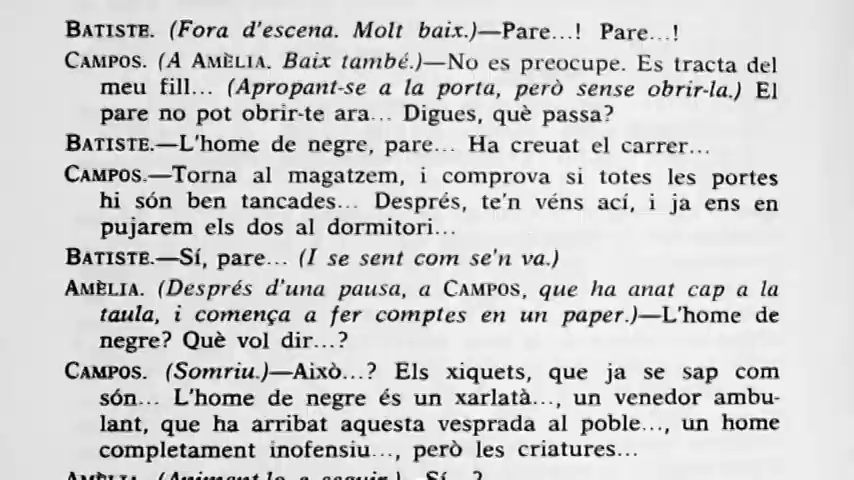 BATISTE. (Fora d'escena. Molt baix.)—Pare...! Pare...!
CAMPOS. (A AMÈLIA. Baix també.)—No es preocupe. Es tracta del
meu fill... (Apropant-se a la porta, però sense obrir-la.) El
pare no pot obrir-te ara... Digues, què passa?
BATISTE.—L'home de negre, pare... Ha creuat el carrer...
CAMPOS.—Torna al magatzem, i comprova si totes les portes
hi són ben tancades... Després, te'n véns ací, i ja ens en
pujarem els dos al dormitori...
BATISTE.—Sí, pare... (I se sent com se'n va.)
AMÈLIA. (Després d'una pausa, a CAMPOS, que ha anat cap a la
taula, i comença a fer comptes en un paper.)—L'home de
negre? Què vol dir...?
CAMPOS. (Somriu.)—Això...? Els xiquets, que ja se sap com
són... L'home de negre és un xarlatà..., un venedor ambu-
lant, que ha arribat aquesta vesprada al poble..., un home
completament inofensiu..., però les criatures...
AMÈLIA. (Animant-lo a seguir.)—Sí...?